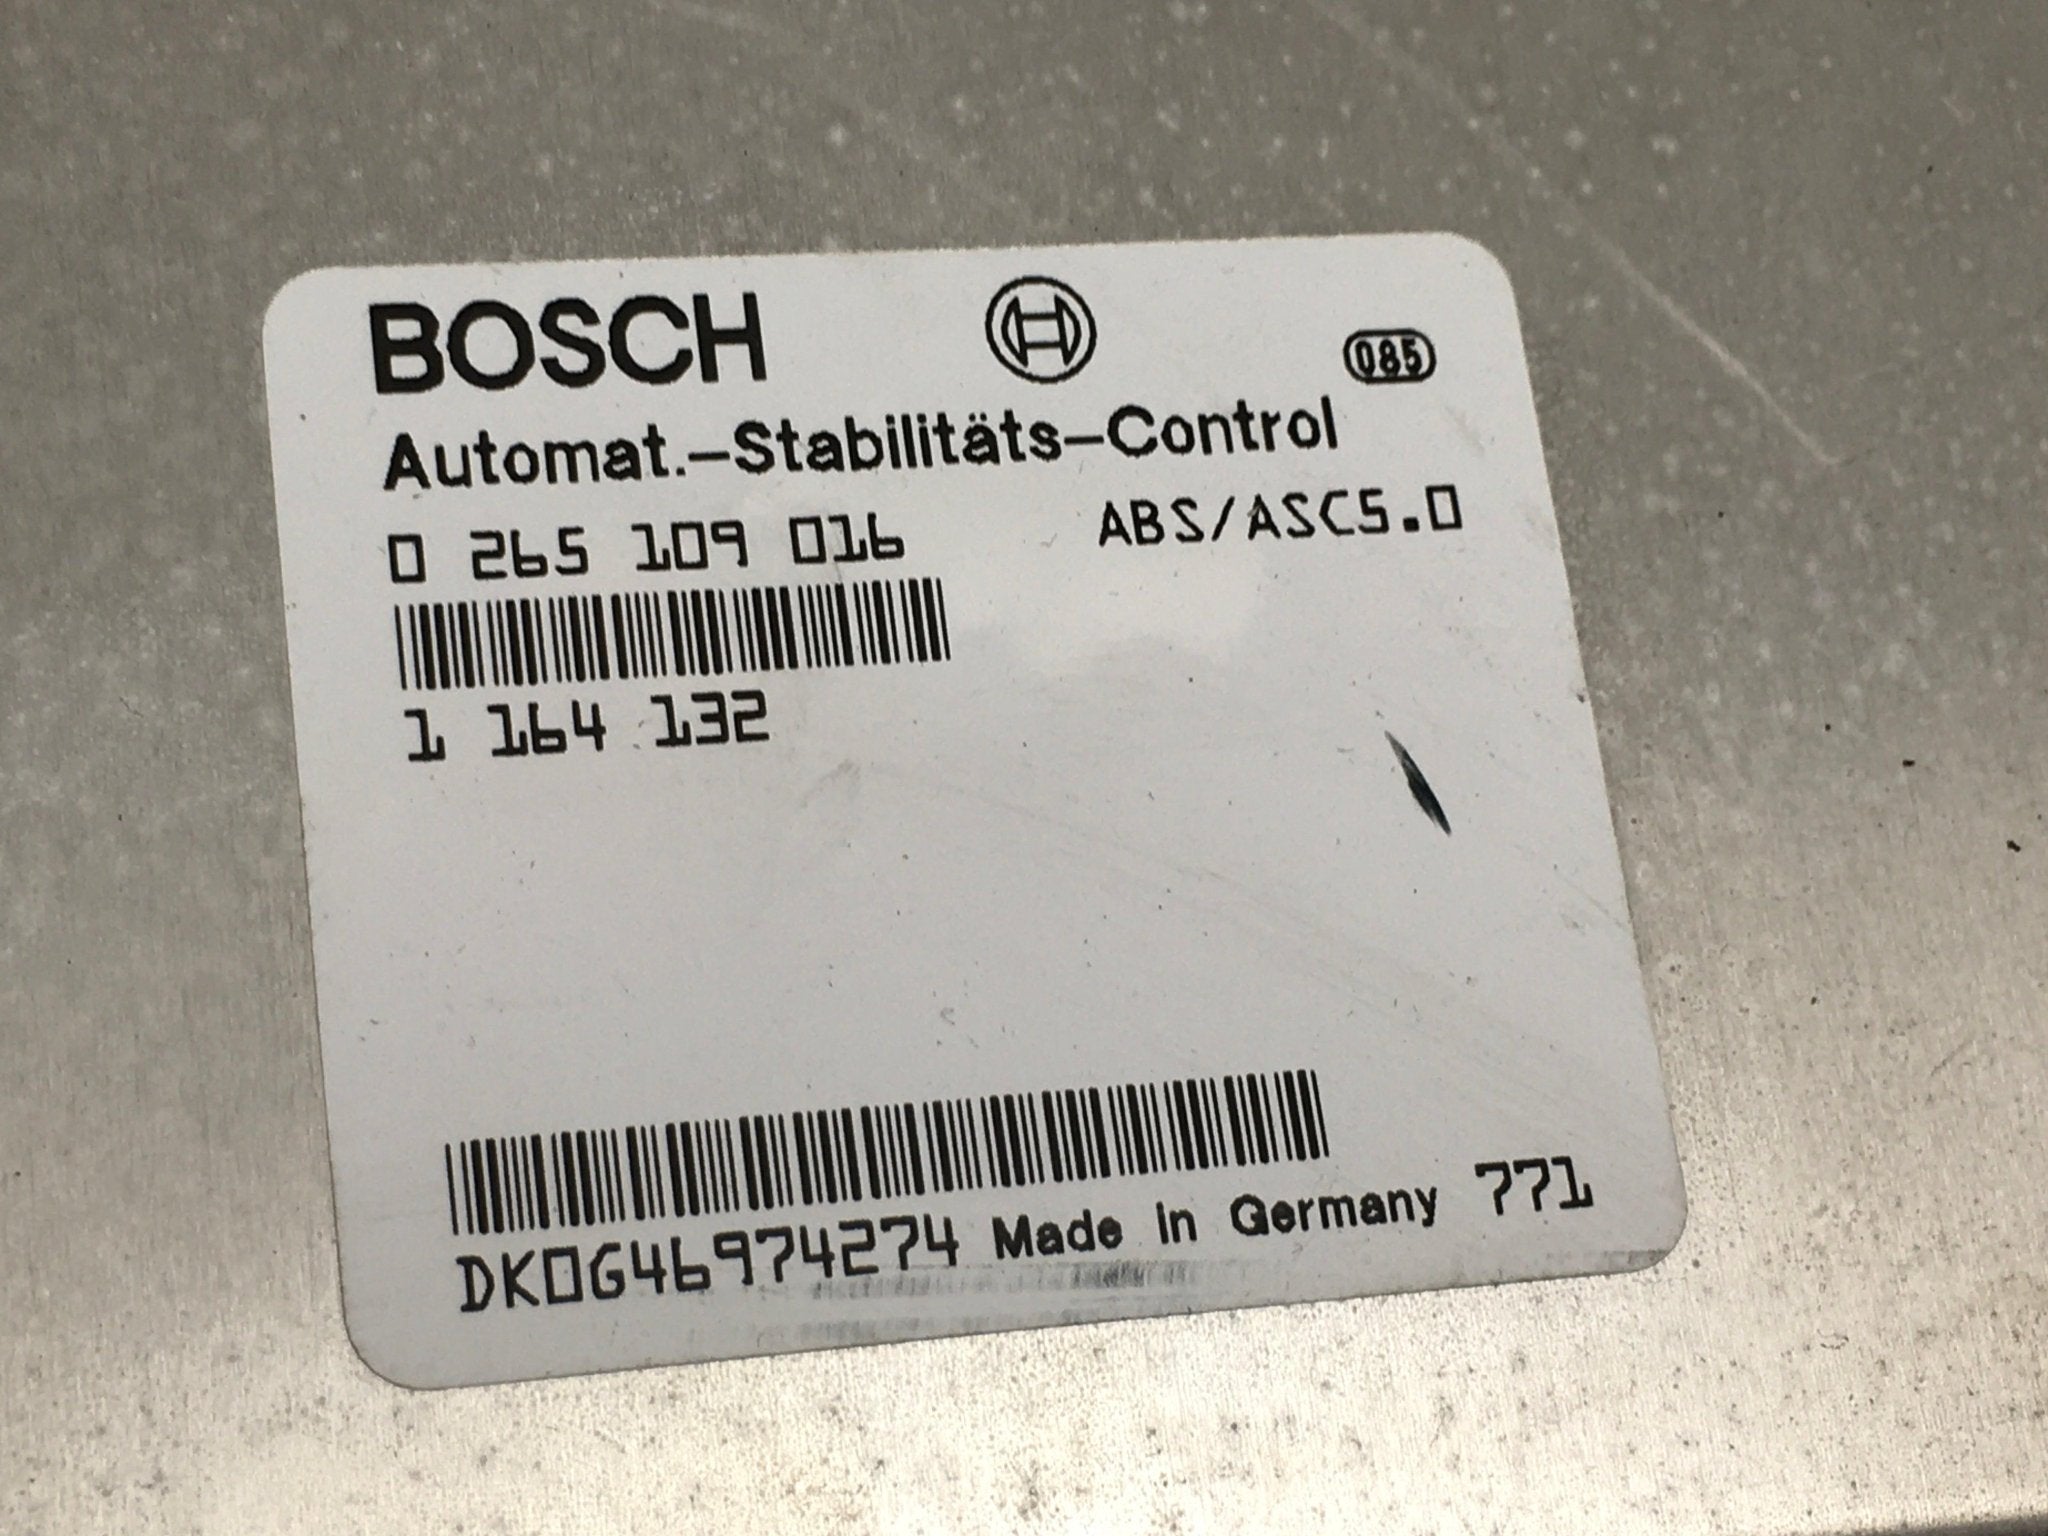 BOSCH
085
Automat.-Stabilitäts-Control
0 265 109 016 ABS/ASC5.0
1 164 132
DK0G46974274 Made in Germany 771